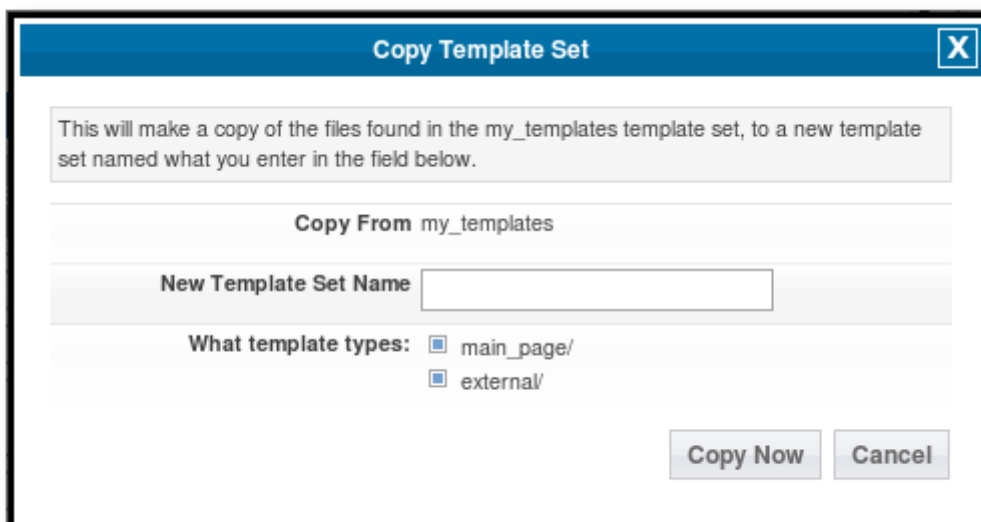 Copy Template Set X
This will make a copy of the files found in the my_templates template set, to a new template
set named what you enter in the field below.
Copy From my_templates
New Template Set Name
What template types: main_page/
external/
Copy Now Cancel